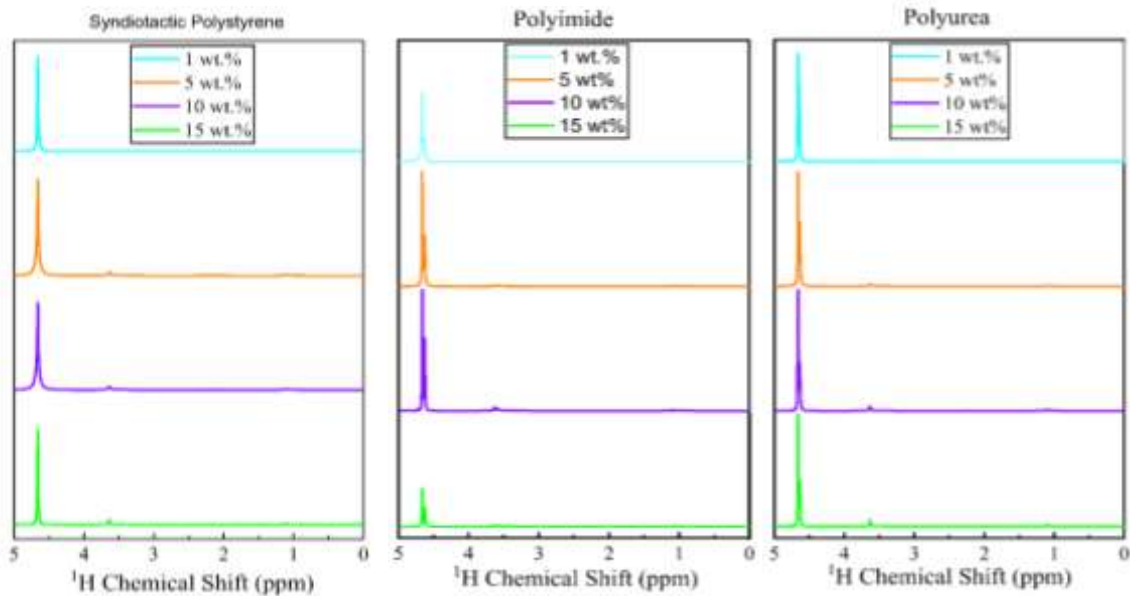 Syndiotactic Polystyrene
1 wt.%
5 wt.%
10 wt.%
15 wt.%
5 4 3 2 1 0
¹H Chemical Shift (ppm)
Polyimide
1 wt.%
5 wt%
10 wt%
15 wt%
5 4 3 2 1 0
¹H Chemical Shift (ppm)
Polyurea
1 wt.%
5 wt%
10 wt%
15 wt%
5 4 3 2 1 0
¹H Chemical Shift (ppm)